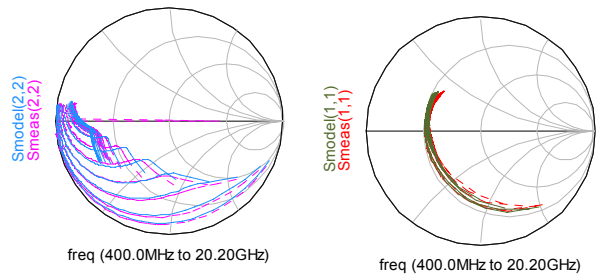 Smodel(2,2)
Smeas(2,2)
freq (400.0MHz to 20.20GHz)
Smodel(1,1)
Smeas(1,1)
freq (400.0MHz to 20.20GHz)